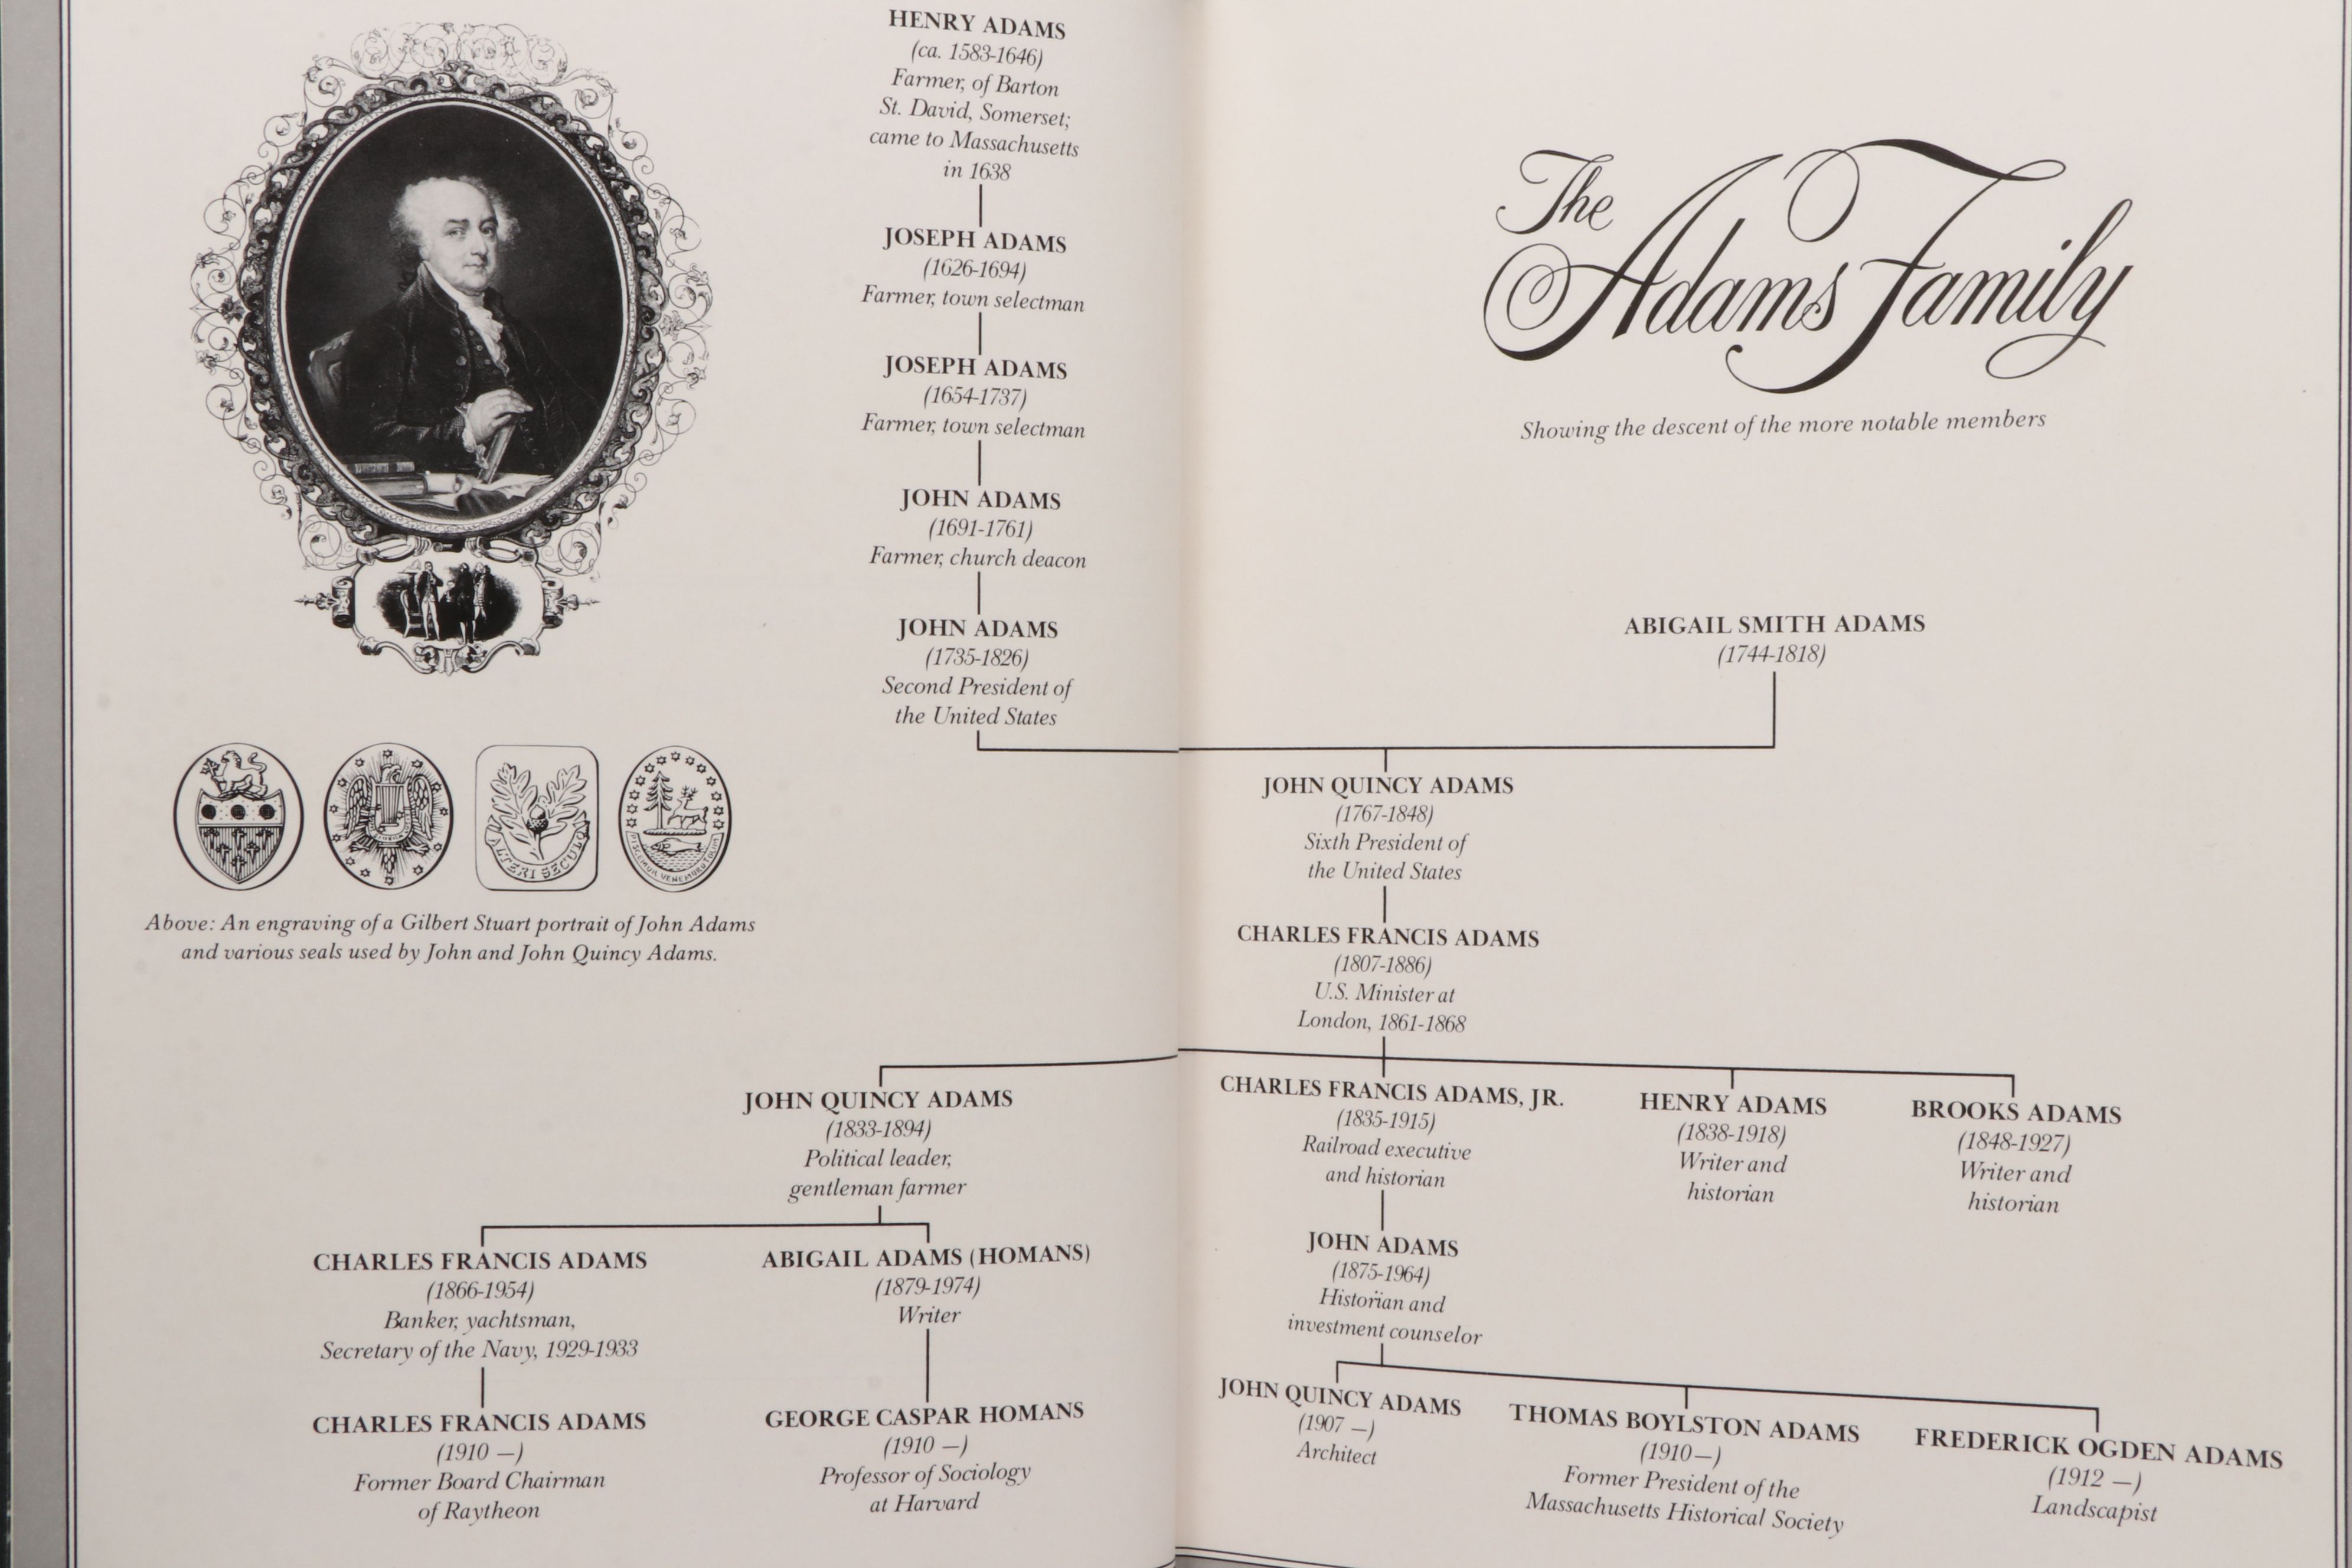 HENRY ADAMS
(ca. 1583-1646)
Farmer, of Barton
St. David, Somerset;
came to Massachusetts
in 1638
JOSEPH ADAMS
(1626-1694)
Farmer, town selectman
JOSEPH ADAMS
(1654-1737)
Farmer, town selectman
JOHN ADAMS
(1691-1761)
Farmer, church deacon
JOHN ADAMS
(1735-1826)
Second President of
the United States
ALTERI SECULO
Above: An engraving of a Gilbert Stuart portrait of John Adams
and various seals used by John and John Quincy Adams.
The
Adams Family
Showing the descent of the more notable members
ABIGAIL SMITH ADAMS
(1744-1818)
JOHN QUINCY ADAMS
(1767-1848)
Sixth President of
the United States
CHARLES FRANCIS ADAMS
(1807-1886)
U.S. Minister at
London, 1861-1868
JOHN QUINCY ADAMS
(1833-1894)
Political leader,
gentleman farmer
CHARLES FRANCIS ADAMS, JR.
(1835-1915)
Railroad executive
and historian
HENRY ADAMS
(1838-1918)
Writer and
historian
BROOKS ADAMS
(1848-1927)
Writer and
historian
CHARLES FRANCIS ADAMS
(1866-1954)
Banker, yachtsman,
Secretary of the Navy, 1929-1933
ABIGAIL ADAMS (HOMANS)
(1879-1974)
Writer
JOHN ADAMS
(1875-1964)
Historian and
investment counselor
CHARLES FRANCIS ADAMS
(1910 —)
Former Board Chairman
of Raytheon
GEORGE CASPAR HOMANS
(1910 —)
Professor of Sociology
at Harvard
JOHN QUINCY ADAMS
(1907 —)
Architect
THOMAS BOYLSTON ADAMS
(1910—)
Former President of the
Massachusetts Historical Society
FREDERICK OGDEN ADAMS
(1912 —)
Landscapist